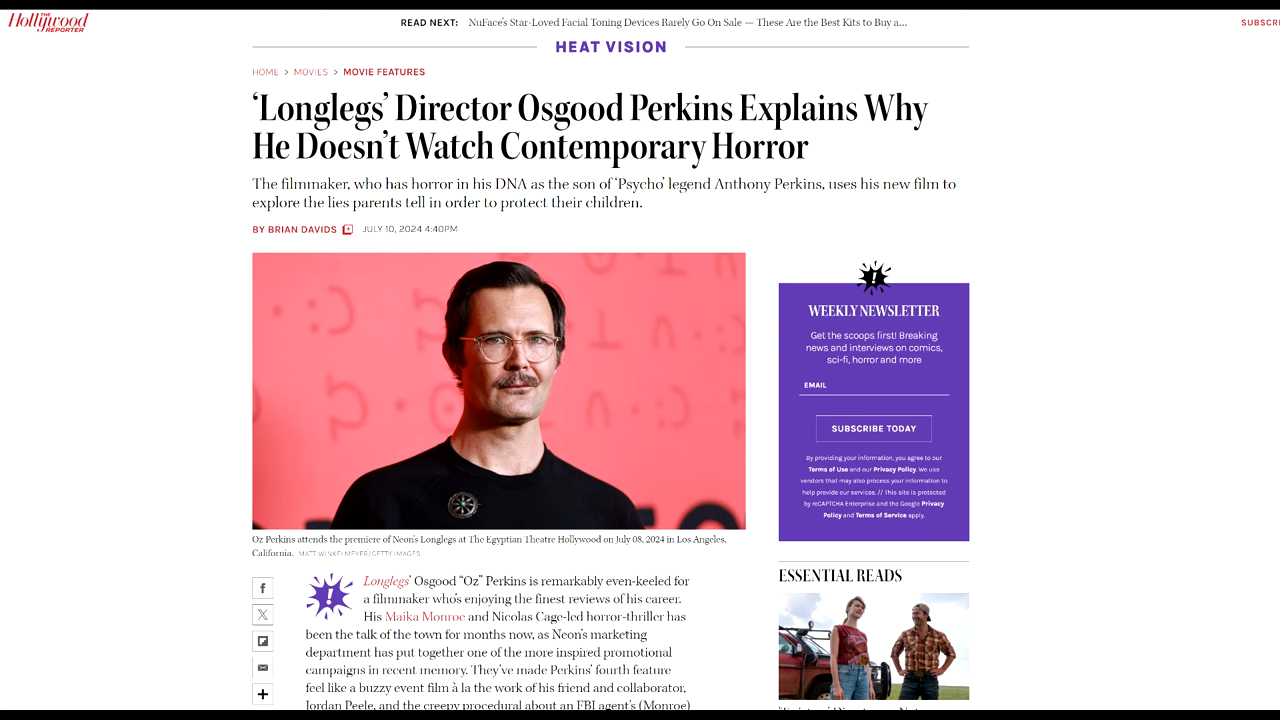 THE
Hollywood
REPORTER
READ NEXT: NuFace's Star-Loved Facial Toning Devices Rarely Go On Sale — These Are the Best Kits to Buy a...
SUBSCRI
HEAT VISION
HOME > MOVIES > MOVIE FEATURES
'Longlegs' Director Osgood Perkins Explains Why
He Doesn't Watch Contemporary Horror
The filmmaker, who has horror in his DNA as the son of 'Psycho' legend Anthony Perkins, uses his new film to
explore the lies parents tell in order to protect their children.
BY BRIAN DAVIDS JULY 10, 2024 4:40PM
Oz Perkins attends the premiere of Neon's Longlegs at The Egyptian Theatre Hollywood on July 08, 2024 in Los Angeles,
California. MATT WINKELMEYER/GETTY IMAGES
Longlegs' Osgood "Oz" Perkins is remarkably even-keeled for
a filmmaker who's enjoying the finest reviews of his career.
His Maika Monroe and Nicolas Cage-led horror-thriller has
been the talk of the town for months now, as Neon's marketing
department has put together one of the more inspired promotional
campaigns in recent memory. They've made Perkins' fourth feature
feel like a buzzy event film à la the work of his friend and collaborator,
Jordan Peele, and the creepy procedural about an FBI agent's (Monroe)
WEEKLY NEWSLETTER
Get the scoops first! Breaking
news and interviews on comics,
sci-fi, horror and more
EMAIL
SUBSCRIBE TODAY
By providing your information, you agree to our
Terms of Use and our Privacy Policy. We use
vendors that may also process your information to
help provide our services. // This site is protected
by reCAPTCHA Enterprise and the Google Privacy
Policy and Terms of Service apply.
ESSENTIAL READS